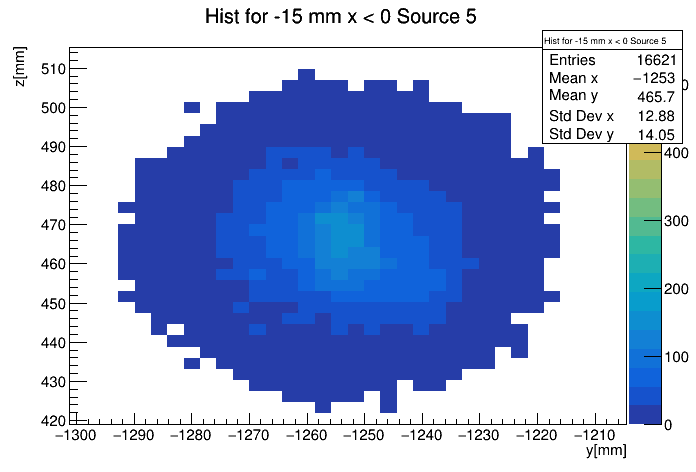 Hist for -15 mm x < 0 Source 5
z[mm]
Hist for -15 mm x < 0 Source 5
Entries 16621
Mean x −1253
Mean y 465.7
Std Dev x 12.88
Std Dev y 14.05
510
500
490
480
470
460
450
440
430
420
0
400
300
200
100
0
−1300 −1290 −1280 −1270 −1260 −1250 −1240 −1230 −1220 −1210
y[mm]